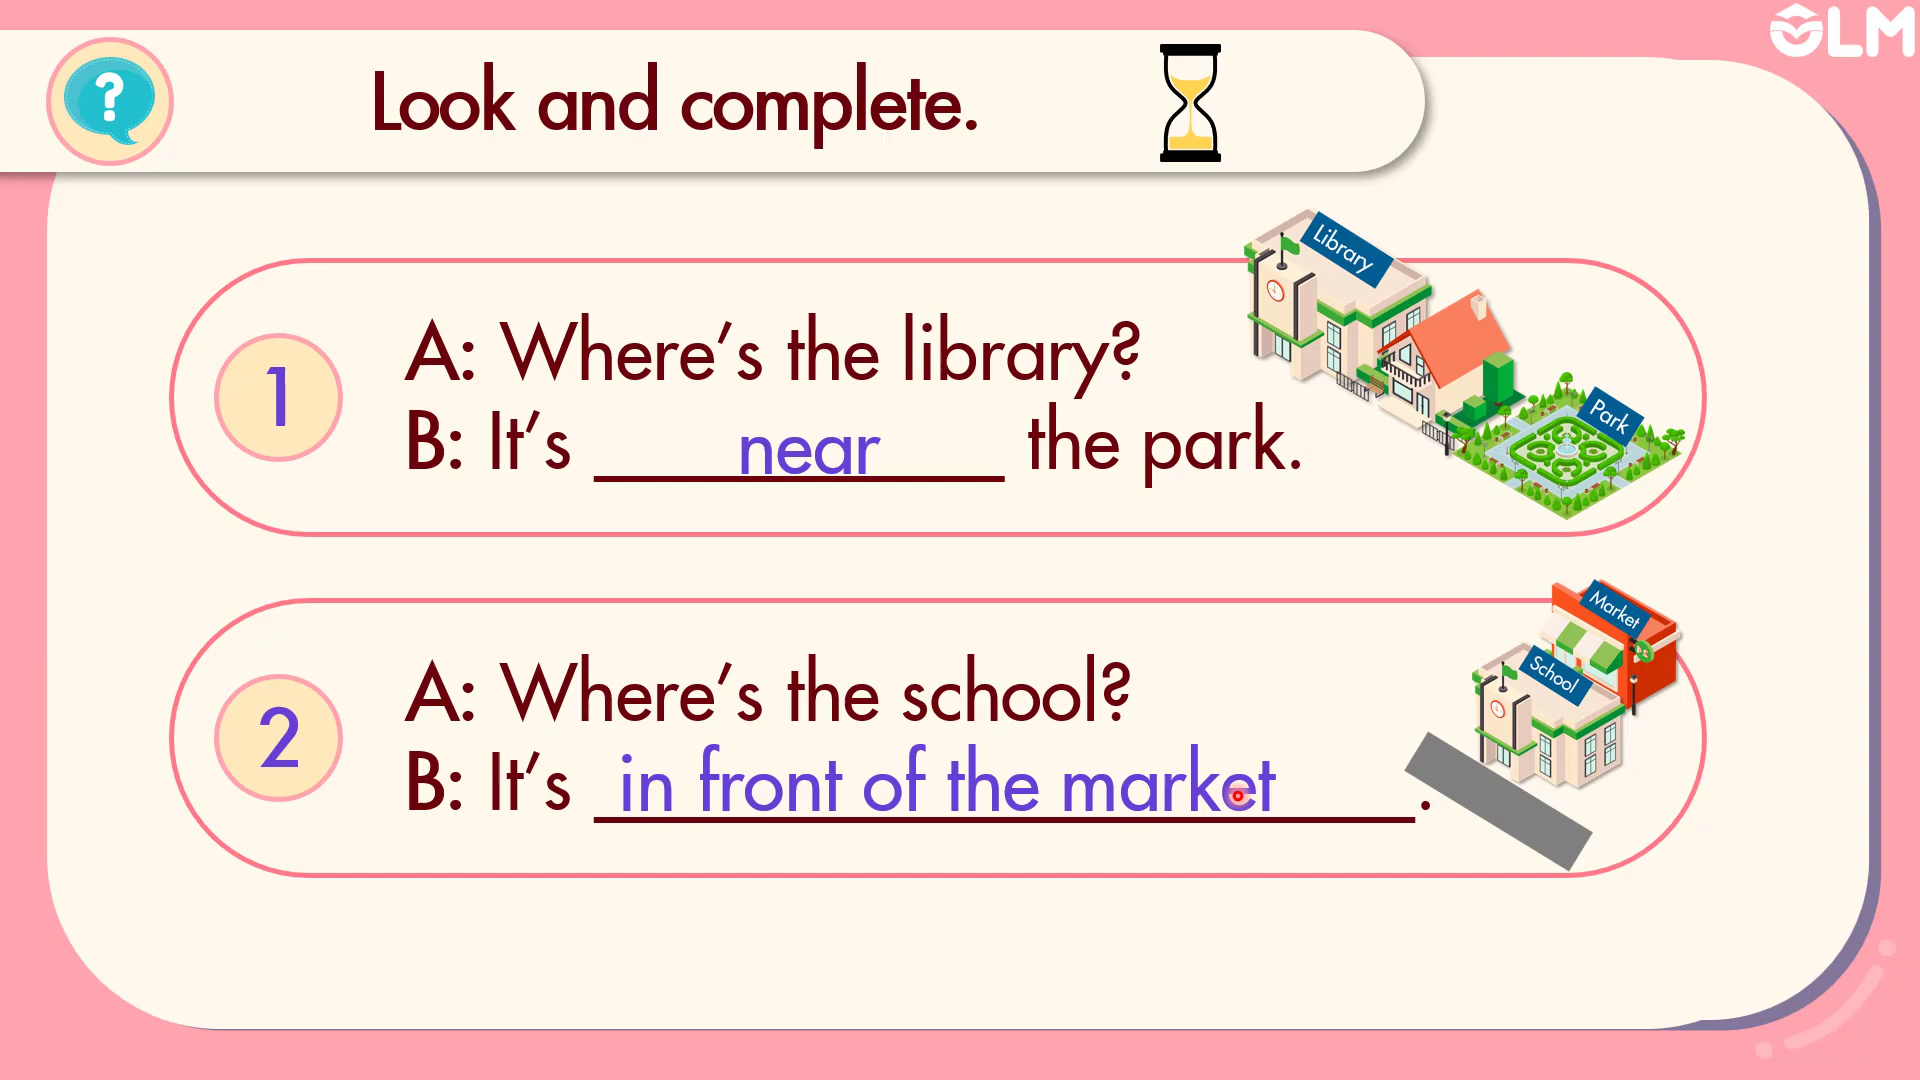 OLM
?
Look and complete.
Library
1
A: Where's the library?
B: It's near the park.
Park
Market
School
2
A: Where's the school?
B: It's in front of the market.